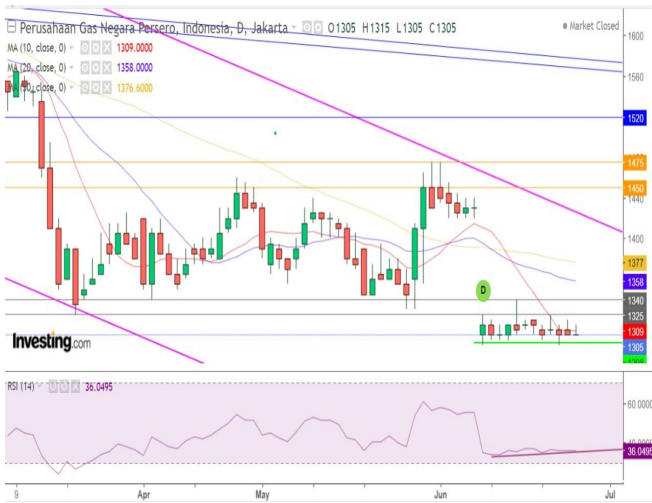 Perusahaan Gas Negara Persero, Indonesia, D, Jakarta O1305 H1315 L1305 C1305
Market Closed
MA (10, close, 0) 1309.0000
MA (20, close, 0) 1358.0000
(50, close, 0) 1376.6000
1600
1560
1520
1475
1450
1440
1400
1377
1358
1340
1325
1309
1305
D
Investing.com
RSI (14) 36.0495
60.0000
36.0495
9 Apr May Jun Jul